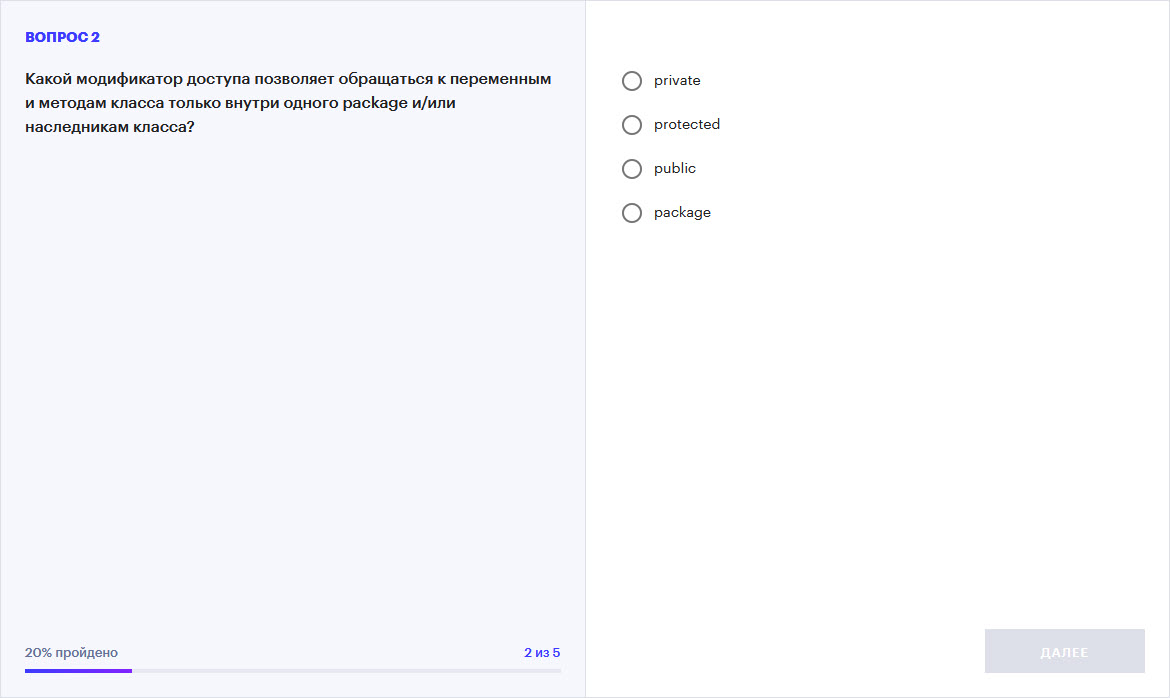 ВОПРОС 2
Какой модификатор доступа позволяет обращаться к переменным
и методам класса только внутри одного package и/или
наследникам класса?
private
protected
public
package
20% пройдено
2 из 5
ДАЛЕЕ